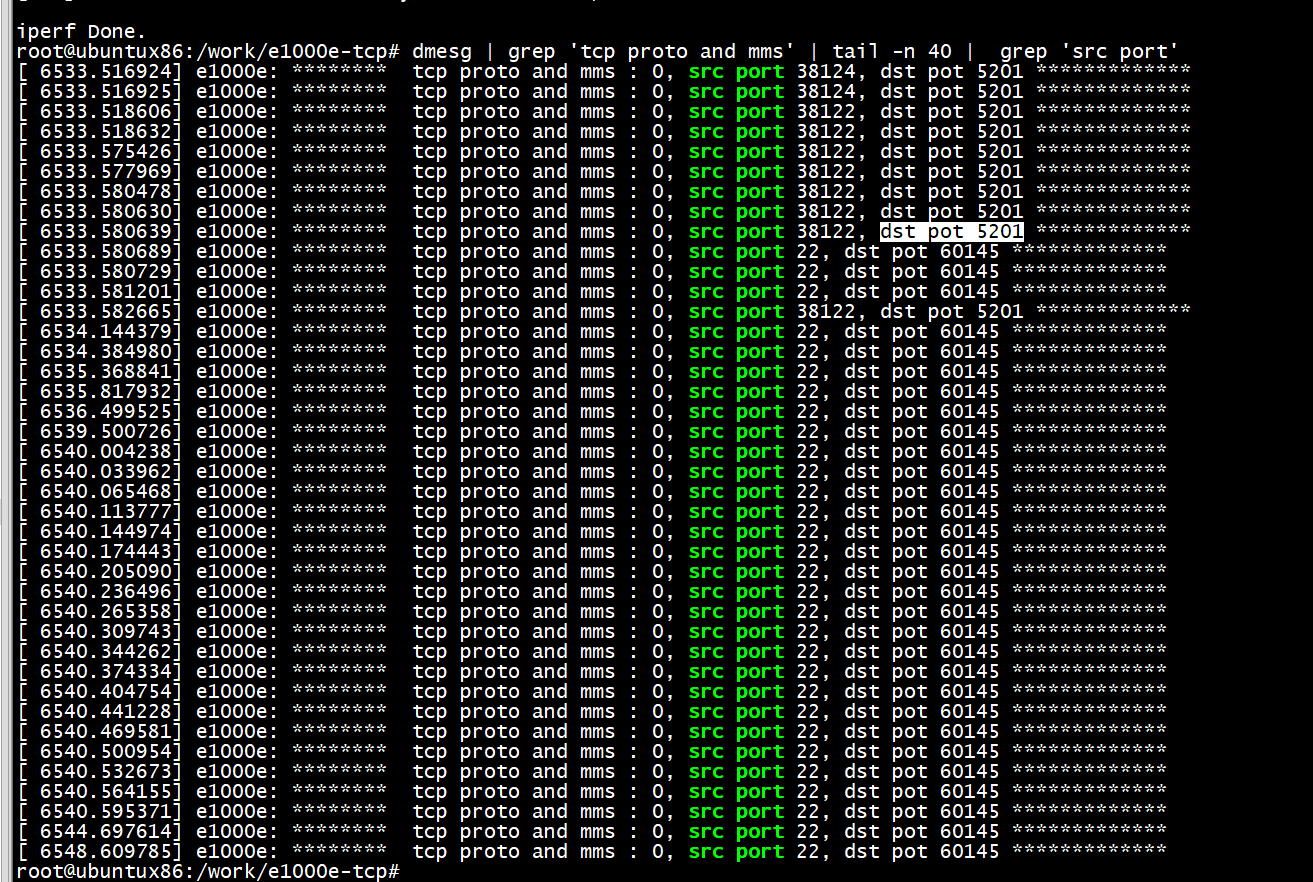 iperf Done.
root@ubuntux86:/work/e1000e-tcp# dmesg | grep 'tcp proto and mms' | tail -n 40 |  grep 'src port'
[ 6533.516924] e1000e: ********  tcp proto and mms : 0, src port 38124, dst pot 5201 *************
[ 6533.516925] e1000e: ********  tcp proto and mms : 0, src port 38124, dst pot 5201 *************
[ 6533.518606] e1000e: ********  tcp proto and mms : 0, src port 38122, dst pot 5201 *************
[ 6533.518632] e1000e: ********  tcp proto and mms : 0, src port 38122, dst pot 5201 *************
[ 6533.575426] e1000e: ********  tcp proto and mms : 0, src port 38122, dst pot 5201 *************
[ 6533.577969] e1000e: ********  tcp proto and mms : 0, src port 38122, dst pot 5201 *************
[ 6533.580478] e1000e: ********  tcp proto and mms : 0, src port 38122, dst pot 5201 *************
[ 6533.580630] e1000e: ********  tcp proto and mms : 0, src port 38122, dst pot 5201 *************
[ 6533.580639] e1000e: ********  tcp proto and mms : 0, src port 38122, dst pot 5201 *************
[ 6533.580689] e1000e: ********  tcp proto and mms : 0, src port 22, dst pot 60145 *************
[ 6533.580729] e1000e: ********  tcp proto and mms : 0, src port 22, dst pot 60145 *************
[ 6533.581201] e1000e: ********  tcp proto and mms : 0, src port 22, dst pot 60145 *************
[ 6533.582665] e1000e: ********  tcp proto and mms : 0, src port 38122, dst pot 5201 *************
[ 6534.144379] e1000e: ********  tcp proto and mms : 0, src port 22, dst pot 60145 *************
[ 6534.384980] e1000e: ********  tcp proto and mms : 0, src port 22, dst pot 60145 *************
[ 6535.368841] e1000e: ********  tcp proto and mms : 0, src port 22, dst pot 60145 *************
[ 6535.817932] e1000e: ********  tcp proto and mms : 0, src port 22, dst pot 60145 *************
[ 6536.499525] e1000e: ********  tcp proto and mms : 0, src port 22, dst pot 60145 *************
[ 6539.500726] e1000e: ********  tcp proto and mms : 0, src port 22, dst pot 60145 *************
[ 6540.004238] e1000e: ********  tcp proto and mms : 0, src port 22, dst pot 60145 *************
[ 6540.033962] e1000e: ********  tcp proto and mms : 0, src port 22, dst pot 60145 *************
[ 6540.065468] e1000e: ********  tcp proto and mms : 0, src port 22, dst pot 60145 *************
[ 6540.113777] e1000e: ********  tcp proto and mms : 0, src port 22, dst pot 60145 *************
[ 6540.144974] e1000e: ********  tcp proto and mms : 0, src port 22, dst pot 60145 *************
[ 6540.174443] e1000e: ********  tcp proto and mms : 0, src port 22, dst pot 60145 *************
[ 6540.205090] e1000e: ********  tcp proto and mms : 0, src port 22, dst pot 60145 *************
[ 6540.236496] e1000e: ********  tcp proto and mms : 0, src port 22, dst pot 60145 *************
[ 6540.265358] e1000e: ********  tcp proto and mms : 0, src port 22, dst pot 60145 *************
[ 6540.309743] e1000e: ********  tcp proto and mms : 0, src port 22, dst pot 60145 *************
[ 6540.344262] e1000e: ********  tcp proto and mms : 0, src port 22, dst pot 60145 *************
[ 6540.374334] e1000e: ********  tcp proto and mms : 0, src port 22, dst pot 60145 *************
[ 6540.404754] e1000e: ********  tcp proto and mms : 0, src port 22, dst pot 60145 *************
[ 6540.441228] e1000e: ********  tcp proto and mms : 0, src port 22, dst pot 60145 *************
[ 6540.469581] e1000e: ********  tcp proto and mms : 0, src port 22, dst pot 60145 *************
[ 6540.500954] e1000e: ********  tcp proto and mms : 0, src port 22, dst pot 60145 *************
[ 6540.532673] e1000e: ********  tcp proto and mms : 0, src port 22, dst pot 60145 *************
[ 6540.564155] e1000e: ********  tcp proto and mms : 0, src port 22, dst pot 60145 *************
[ 6540.595371] e1000e: ********  tcp proto and mms : 0, src port 22, dst pot 60145 *************
[ 6544.697614] e1000e: ********  tcp proto and mms : 0, src port 22, dst pot 60145 *************
[ 6548.609785] e1000e: ********  tcp proto and mms : 0, src port 22, dst pot 60145 *************
root@ubuntux86:/work/e1000e-tcp#